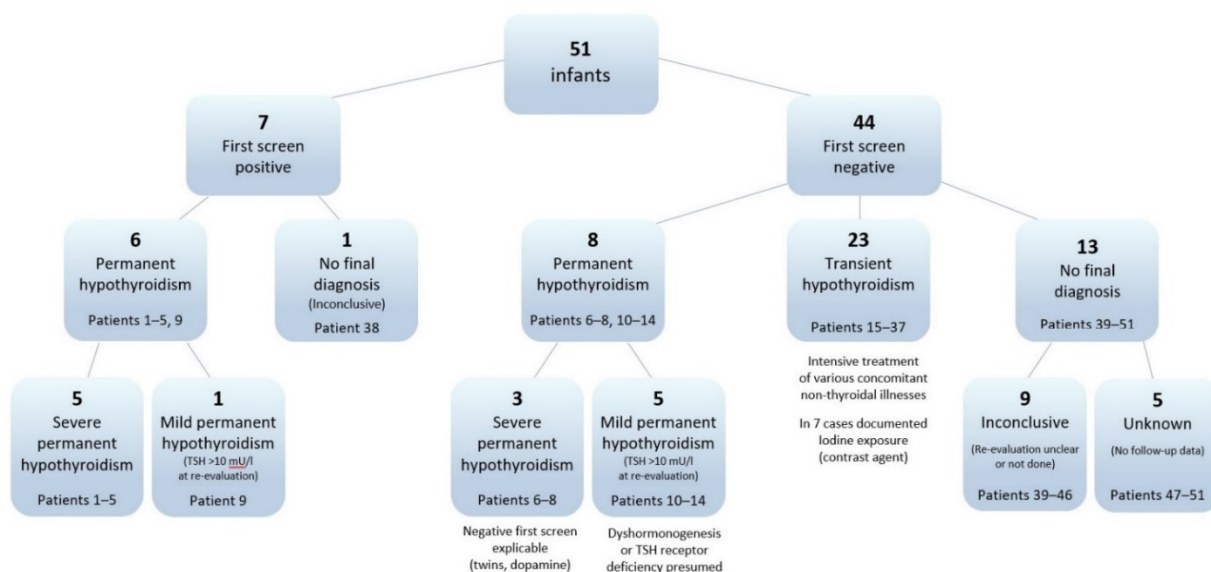 51
infants
7
First screen
positive
44
First screen
negative
6
Permanent
hypothyroidism
Patients 1–5, 9
1
No final
diagnosis
(Inconclusive)
Patient 38
8
Permanent
hypothyroidism
Patients 6–8, 10–14
23
Transient
hypothyroidism
Patients 15–37
13
No final
diagnosis
Patients 39–51
5
Severe
permanent
hypothyroidism
Patients 1–5
1
Mild permanent
hypothyroidism
(TSH >10 mU/l
at re-evaluation)
Patient 9
3
Severe
permanent
hypothyroidism
Patients 6–8
5
Mild permanent
hypothyroidism
(TSH >10 mU/l
at re-evaluation)
Patients 10–14
Intensive treatment
of various concomitant
non-thyroidal illnesses
In 7 cases documented
Iodine exposure
(contrast agent)
9
Inconclusive
(Re-evaluation unclear
or not done)
Patients 39–46
5
Unknown
(No follow-up data)
Patients 47–51
Negative first screen
explicable
(twins, dopamine)
Dyshormonogenesis
or TSH receptor
deficiency presumed